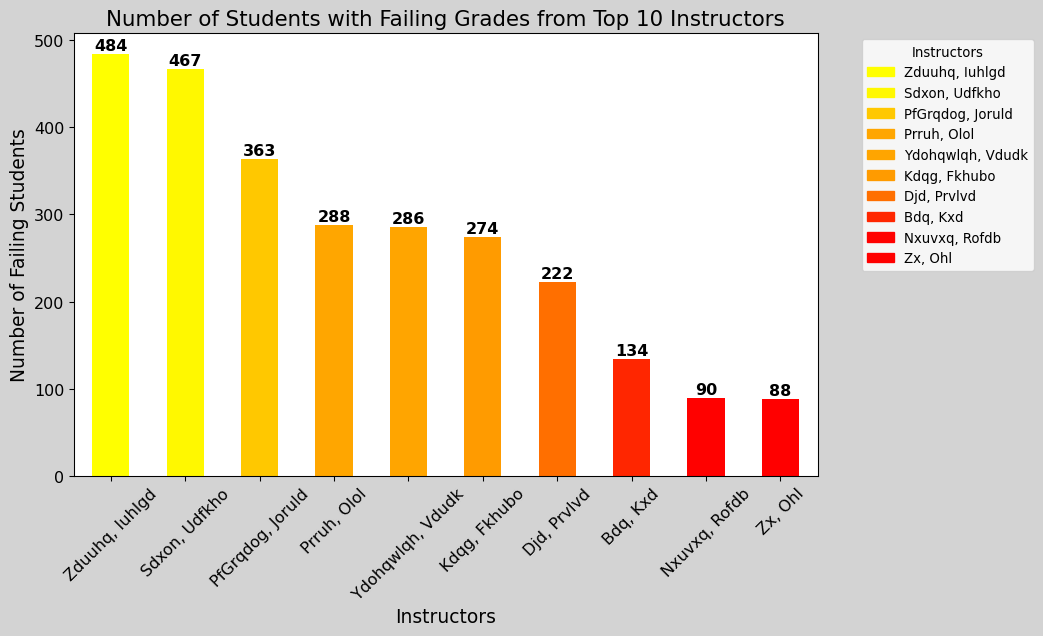 Number of Students with Failing Grades from Top 10 Instructors
Number of Failing Students
500
400
300
200
100
0
484
467
363
288
286
274
222
134
90
88
Zduuhq, Iuhlgd
Sdxon, Udfkho
PfGrqdog, Joruld
Prruh, Olol
Ydohqwlqh, Vdudk
Kdqg, Fkhubo
Djd, Prvlvd
Bdq, Kxd
Nxuvxq, Rofdb
Zx, Ohl
Instructors
Instructors
Zduuhq, Iuhlgd
Sdxon, Udfkho
PfGrqdog, Joruld
Prruh, Olol
Ydohqwlqh, Vdudk
Kdqg, Fkhubo
Djd, Prvlvd
Bdq, Kxd
Nxuvxq, Rofdb
Zx, Ohl